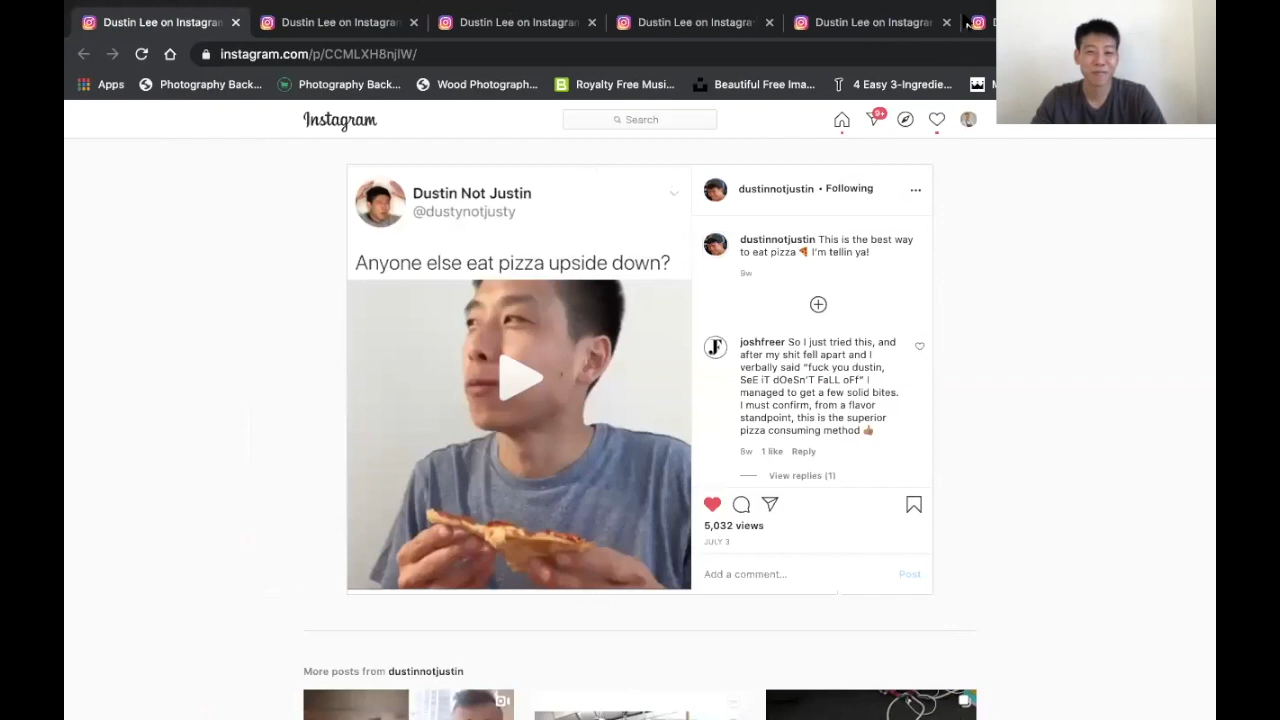 Dustin Lee on Instagram
Dustin Lee on Instagram
Dustin Lee on Instagram
Dustin Lee on Instagram
Dustin Lee on Instagram
instagram.com/p/CCMLXH8njIW/
Apps
Photography Back...
Photography Back...
Wood Photograph...
Royalty Free Musi...
Beautiful Free Ima...
4 Easy 3-Ingredie...
Instagram
Search
9+
Dustin Not Justin
@dustynotjusty
Anyone else eat pizza upside down?
dustinnotjustin • Following
dustinnotjustin This is the best way
to eat pizza 🍕 I'm tellin ya!
9w
joshfreer So I just tried this, and
after my shit fell apart and I
verbally said "fuck you dustin,
SeE iT dOeSn'T FaLL oFf" I
managed to get a few solid bites.
I must confirm, from a flavor
standpoint, this is the superior
pizza consuming method 👍🏽
8w 1 like Reply
View replies (1)
5,032 views
JULY 3
Add a comment...
Post
More posts from dustinnotjustin